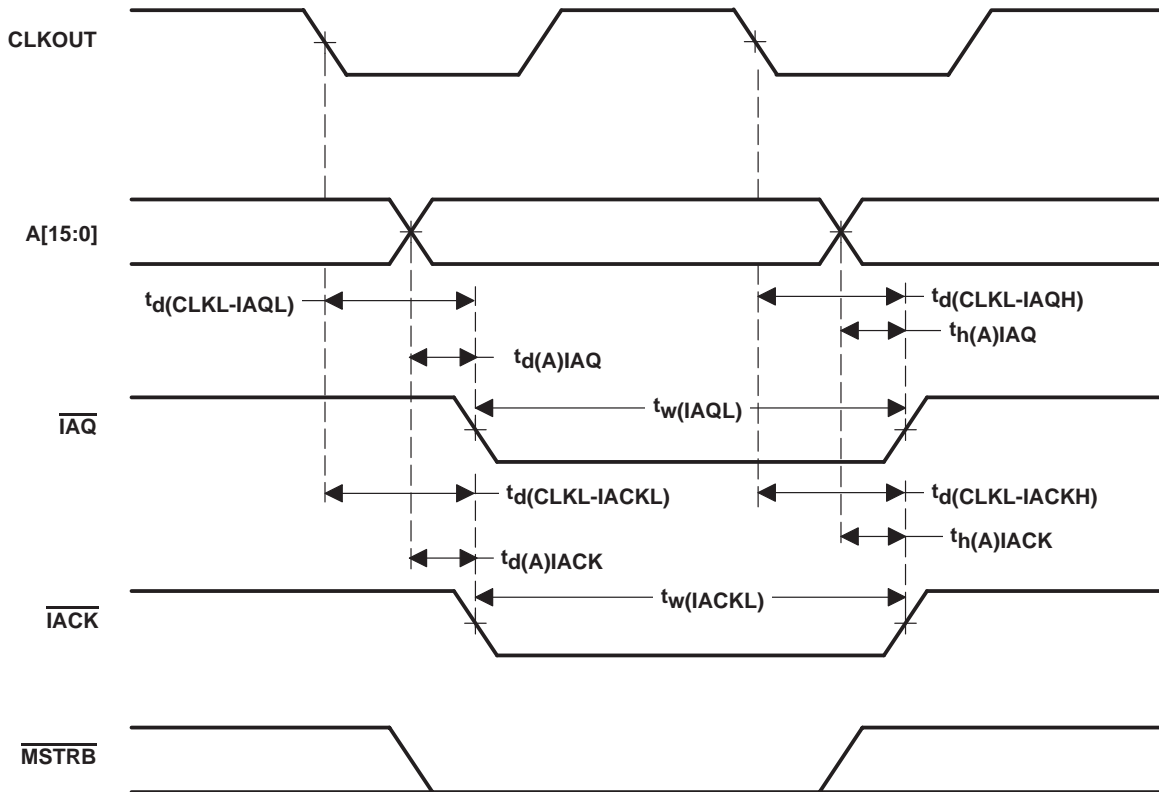 CLKOUT
A[15:0]
td(CLKL-IAQL)
td(CLKL-IAQH)
th(A)IAQ
td(A)IAQ
IAQ
tw(IAQL)
td(CLKL-IACKL)
td(CLKL-IACKH)
th(A)IACK
td(A)IACK
IACK
tw(IACKL)
MSTRB